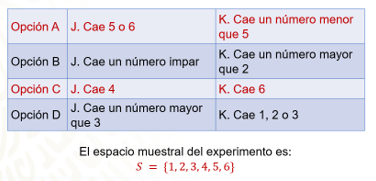 Opción A J. Cae 5 o 6 K. Cae un número menor
que 5
Opción B J. Cae un número impar K. Cae un número mayor
que 2
Opción C J. Cae 4 K. Cae 6
Opción D J. Cae un número mayor
que 3 K. Cae 1, 2 o 3
El espacio muestral del experimento es:
S = {1, 2, 3, 4, 5, 6}